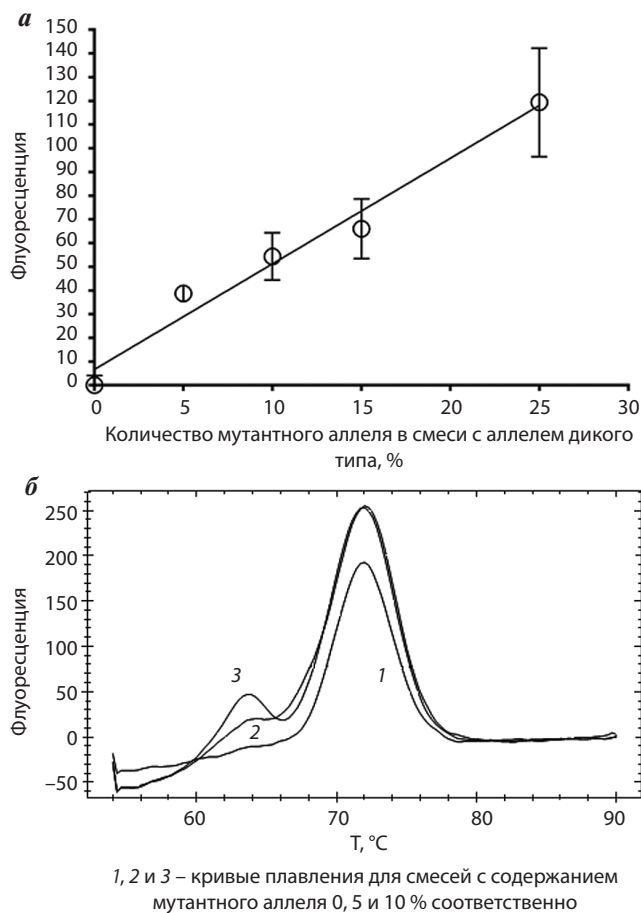 а
150
140
130
120
110
100
90
80
70
60
50
40
30
20
10
0
Флуоресценция
0 5 10 15 20 25 30
Количество мутантного аллеля в смеси с аллелем дикого
типа, %
б
250
200
150
100
50
0
–50
Флуоресценция
3
2
1
60 70 80 90
Т, °С
1, 2 и 3 – кривые плавления для смесей с содержанием
мутантного аллеля 0, 5 и 10 % соответственно